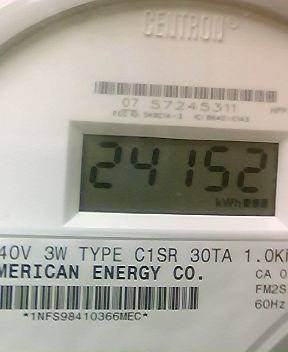 CENTRON®
07 57245311
24152
kWh
40V 3W TYPE C1SR 30TA 1.0K
MERICAN ENERGY CO.
CA 0
FM2S
60Hz
*1NFS98410366MEC*